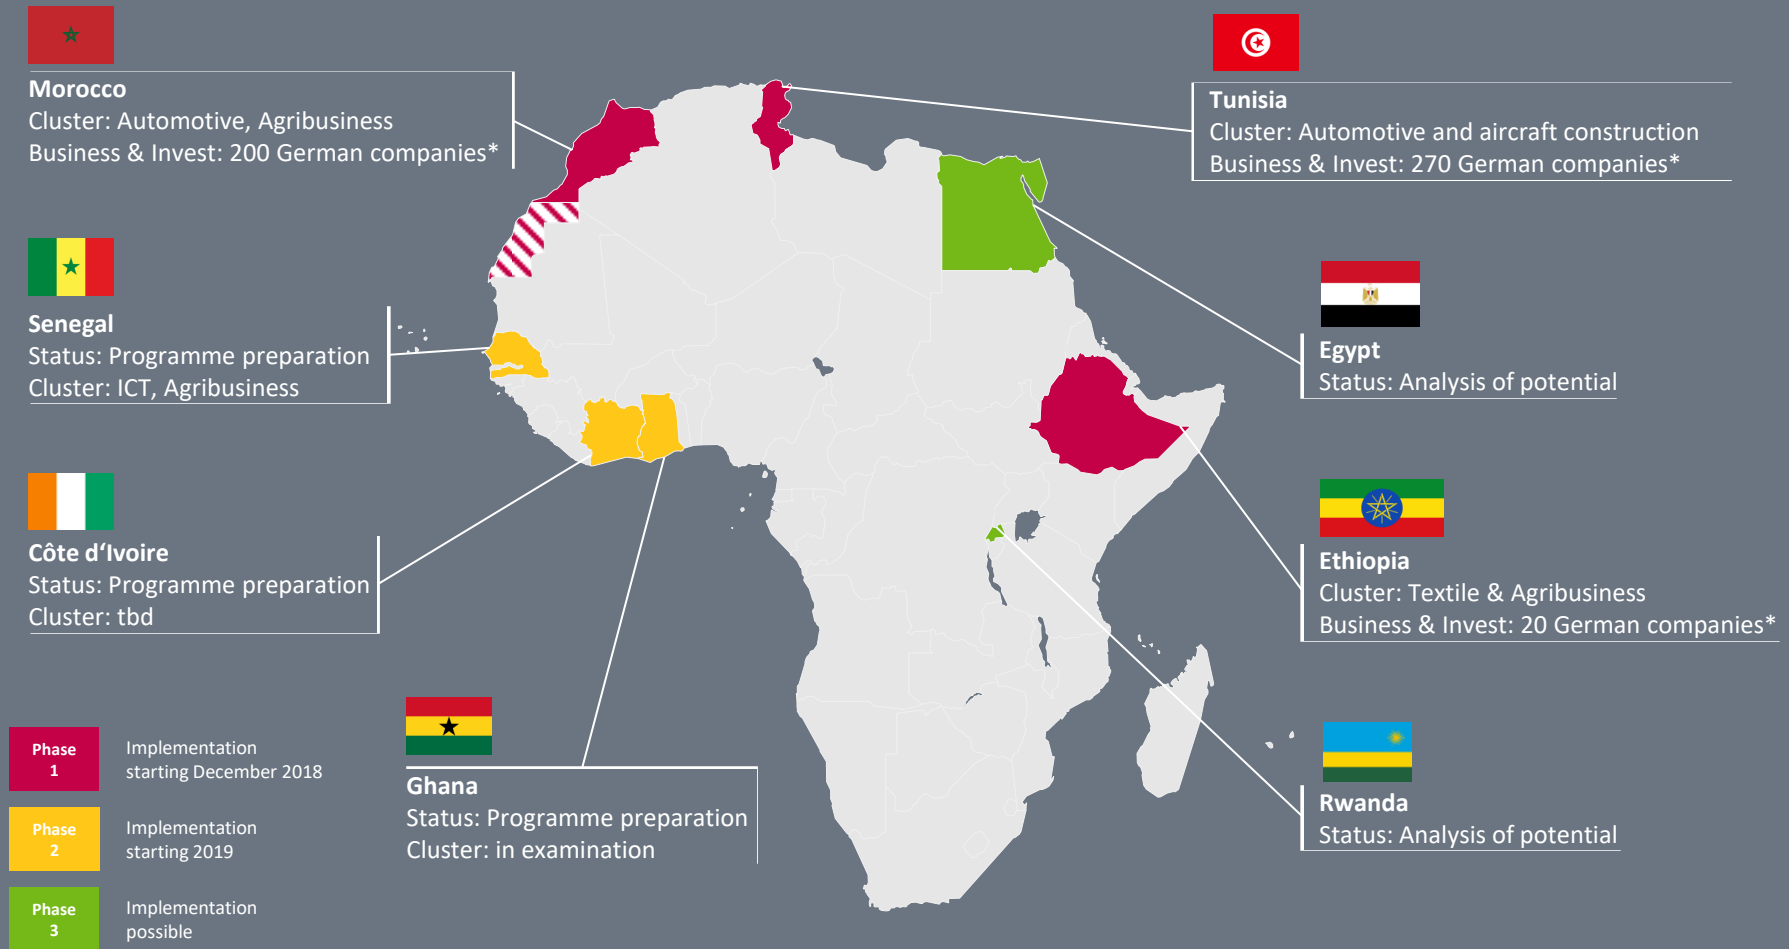 Morocco
Cluster: Automotive, Agribusiness
Business & Invest: 200 German companies*
Tunisia
Cluster: Automotive and aircraft construction
Business & Invest: 270 German companies*
Senegal
Status: Programme preparation
Cluster: ICT, Agribusiness
Egypt
Status: Analysis of potential
Côte d‘Ivoire
Status: Programme preparation
Cluster: tbd
Ethiopia
Cluster: Textile & Agribusiness
Business & Invest: 20 German companies*
Ghana
Status: Programme preparation
Cluster: in examination
Rwanda
Status: Analysis of potential
Phase
1
Implementation
starting December 2018
Phase
2
Implementation
starting 2019
Phase
3
Implementation
possible